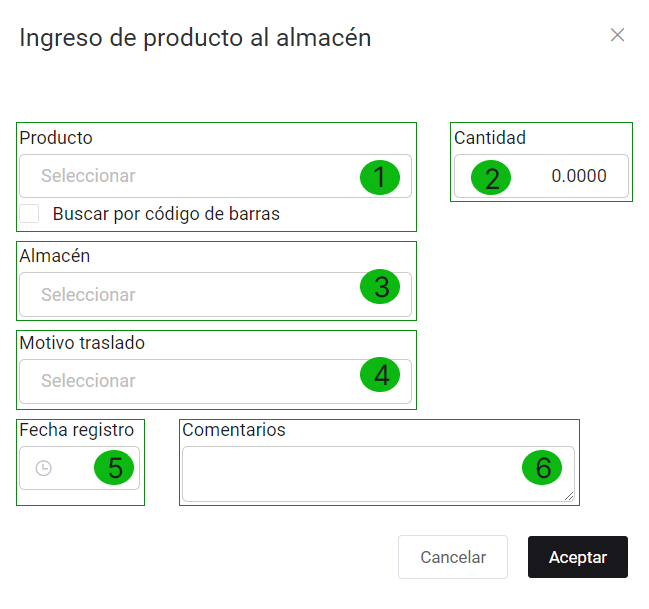 Ingreso de producto al almacén
Producto
Cantidad
Seleccionar 1
2 0.0000
Buscar por código de barras
Almacén
Seleccionar 3
Motivo traslado
Seleccionar 4
Fecha registro
Comentarios
5
6
Cancelar
Aceptar